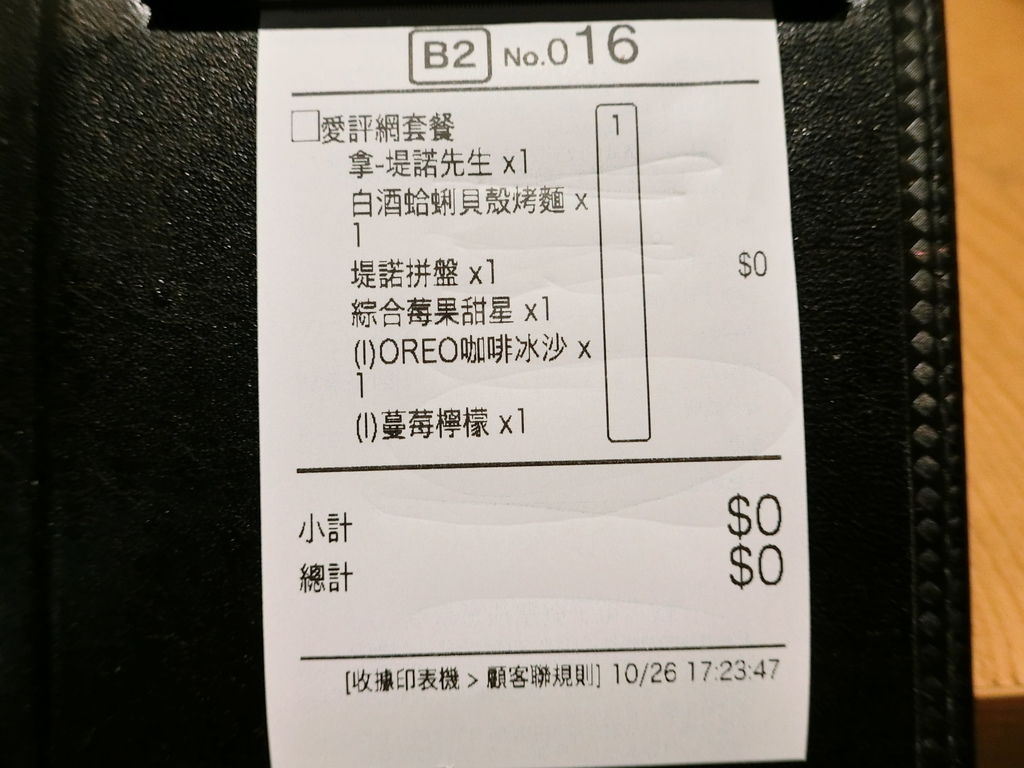 B2 No.016
愛評網套餐 1
拿-堤諾先生 x1
白酒蛤蜊貝殼烤麵 x
1
堤諾拼盤 x1 $0
綜合莓果甜星 x1
(I)OREO咖啡冰沙 x
1
(I)蔓莓檸檬 x1
小計 $0
總計 $0
[收據印表機 > 顧客聯規則] 10/26 17:23:47